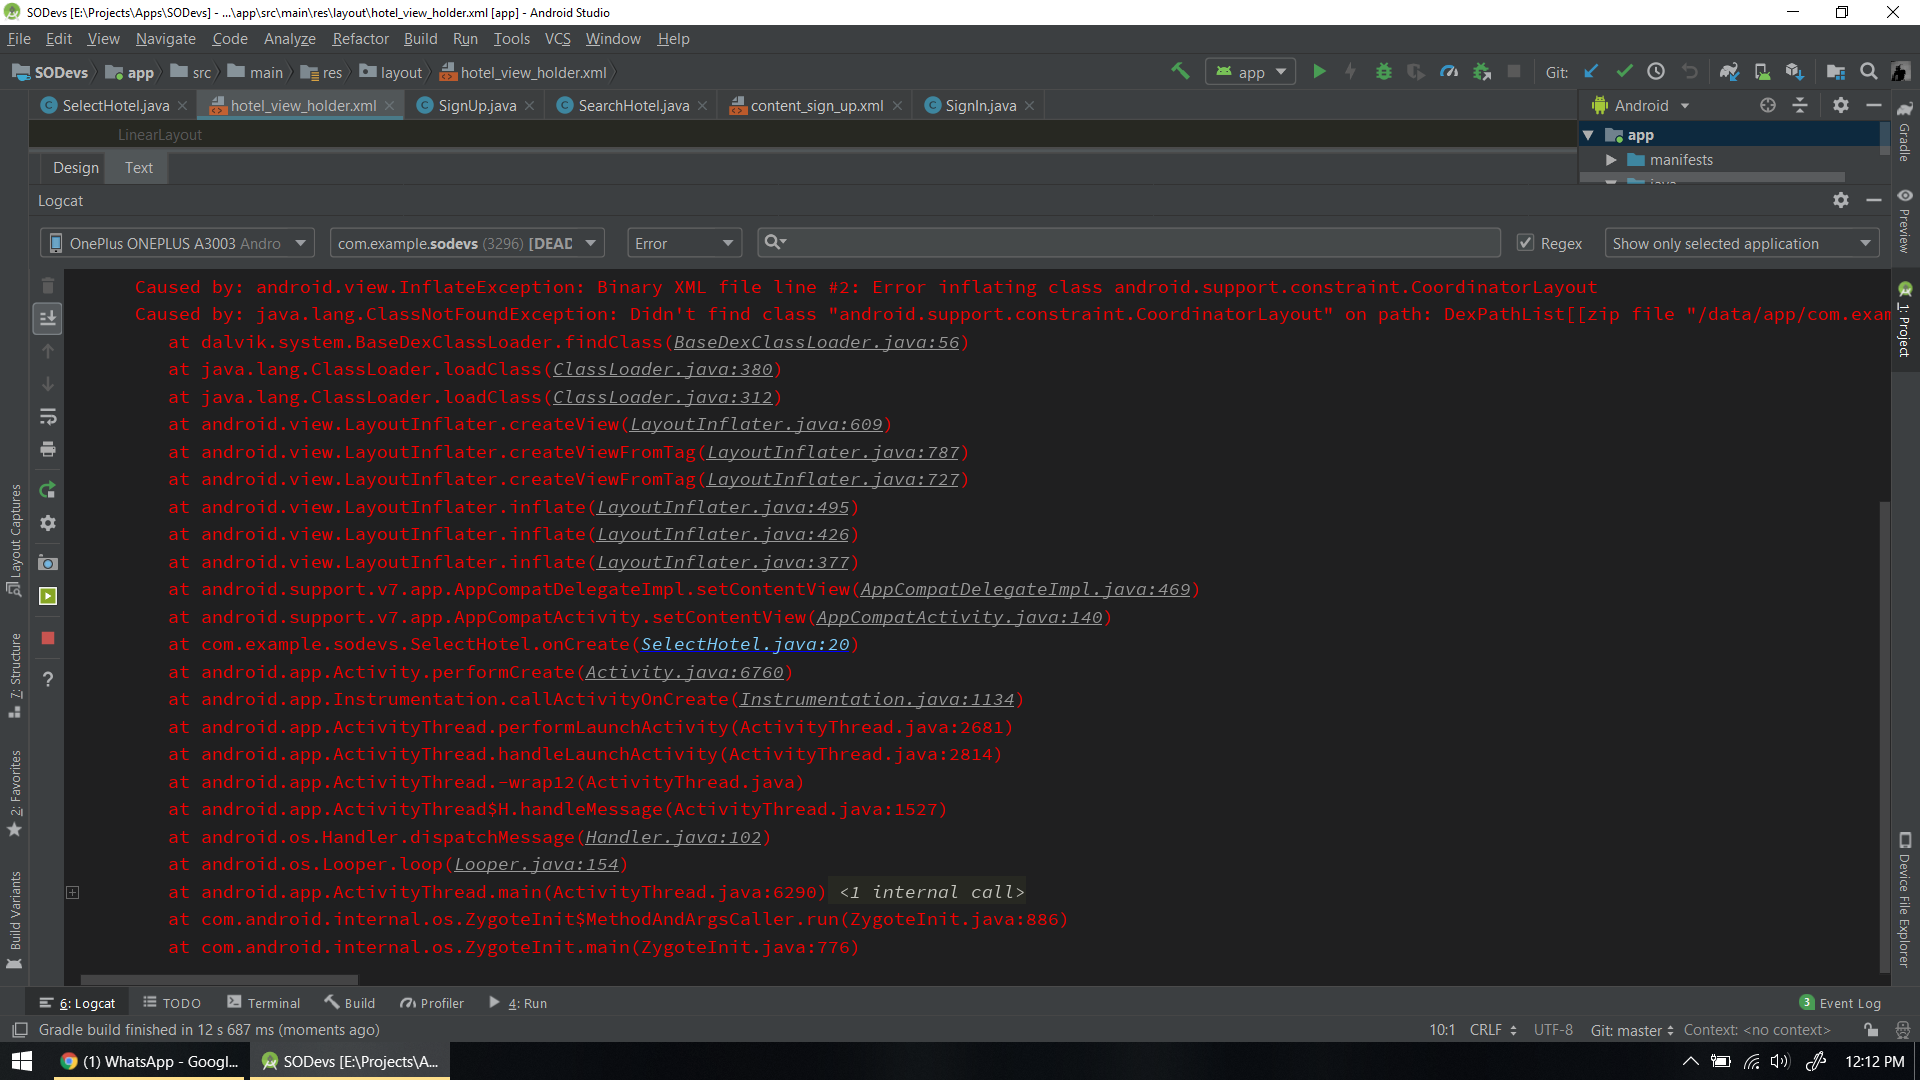 SODevs [E:\Projects\Apps\SODevs] - ...\app\src\main\res\layout\hotel_view_holder.xml [app] - Android Studio
File Edit View Navigate Code Analyze Refactor Build Run Tools VCS Window Help
SODevs app src main res layout hotel_view_holder.xml app Git:
SelectHotel.java hotel_view_holder.xml SignUp.java SearchHotel.java content_sign_up.xml SignIn.java Android
LinearLayout app
Design Text manifests
java
Logcat
OnePlus ONEPLUS A3003 Andro com.example.sodevs (3296) [DEAD Error Regex Show only selected application
Caused by: android.view.InflateException: Binary XML file line #2: Error inflating class android.support.constraint.CoordinatorLayout
Caused by: java.lang.ClassNotFoundException: Didn't find class "android.support.constraint.CoordinatorLayout" on path: DexPathList[[zip file "/data/app/com.exam
at dalvik.system.BaseDexClassLoader.findClass(BaseDexClassLoader.java:56)
at java.lang.ClassLoader.loadClass(ClassLoader.java:380)
at java.lang.ClassLoader.loadClass(ClassLoader.java:312)
at android.view.LayoutInflater.createView(LayoutInflater.java:609)
at android.view.LayoutInflater.createViewFromTag(LayoutInflater.java:787)
at android.view.LayoutInflater.createViewFromTag(LayoutInflater.java:727)
at android.view.LayoutInflater.inflate(LayoutInflater.java:495)
at android.view.LayoutInflater.inflate(LayoutInflater.java:426)
at android.view.LayoutInflater.inflate(LayoutInflater.java:377)
at android.support.v7.app.AppCompatDelegateImpl.setContentView(AppCompatDelegateImpl.java:469)
at android.support.v7.app.AppCompatActivity.setContentView(AppCompatActivity.java:140)
at com.example.sodevs.SelectHotel.onCreate(SelectHotel.java:20)
at android.app.Activity.performCreate(Activity.java:6760)
at android.app.Instrumentation.callActivityOnCreate(Instrumentation.java:1134)
at android.app.ActivityThread.performLaunchActivity(ActivityThread.java:2681)
at android.app.ActivityThread.handleLaunchActivity(ActivityThread.java:2814)
at android.app.ActivityThread.-wrap12(ActivityThread.java)
at android.app.ActivityThread$H.handleMessage(ActivityThread.java:1527)
at android.os.Handler.dispatchMessage(Handler.java:102)
at android.os.Looper.loop(Looper.java:154)
at android.app.ActivityThread.main(ActivityThread.java:6290) <1 internal call>
at com.android.internal.os.ZygoteInit$MethodAndArgsCaller.run(ZygoteInit.java:886)
at com.android.internal.os.ZygoteInit.main(ZygoteInit.java:776)
Layout Captures
7: Structure
2: Favorites
Build Variants
Gradle
Preview
1: Project
Device File Explorer
6: Logcat TODO Terminal Build Profiler 4: Run 3 Event Log
Gradle build finished in 12 s 687 ms (moments ago) 10:1 CRLF UTF-8 Git: master Context: <no context>
(1) WhatsApp - Googl... SODevs [E:\Projects\A... 12:12 PM